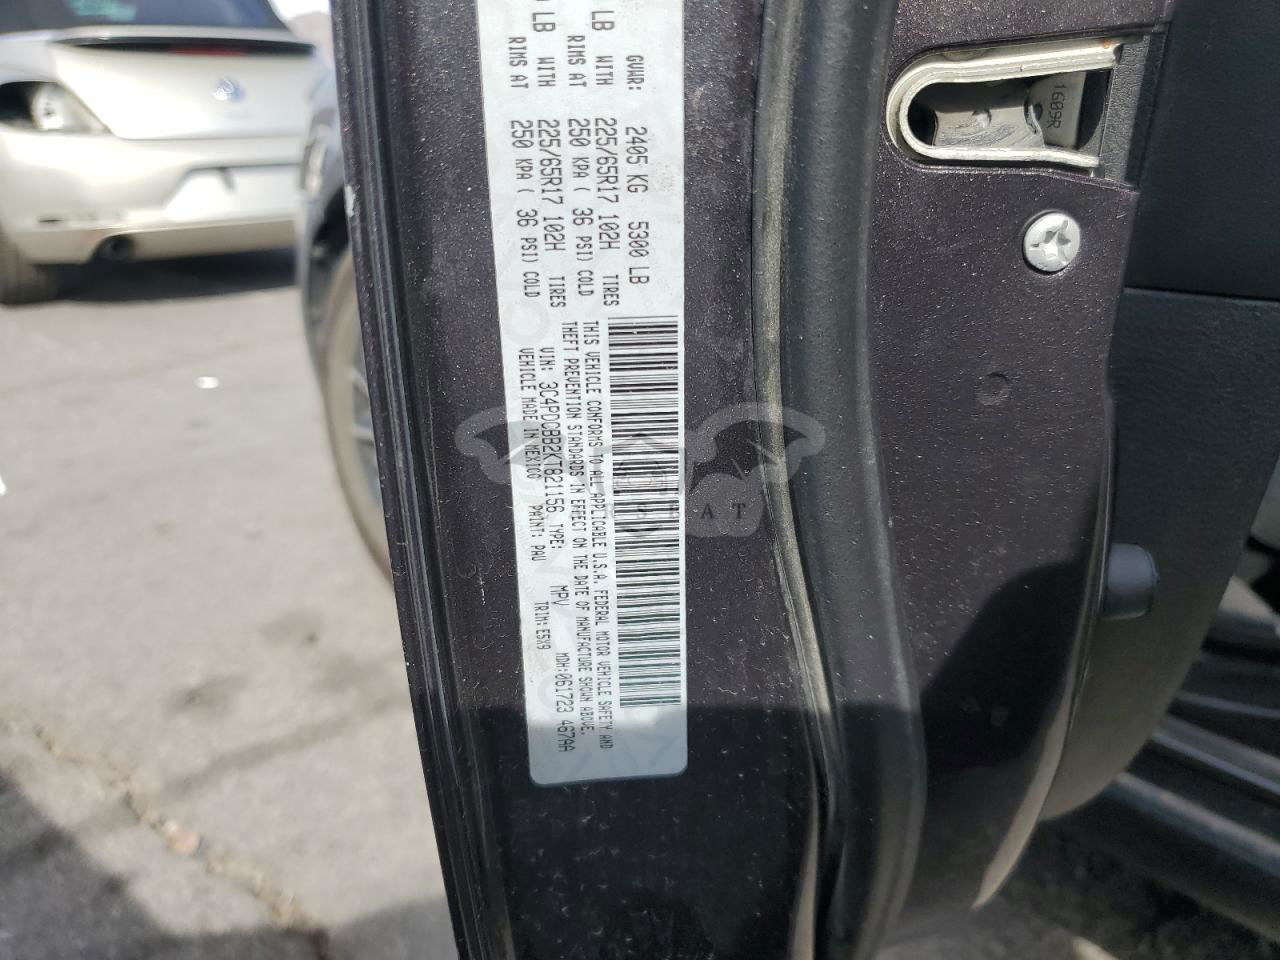 GVWR: 2405 KG 5300 LB
LB WITH 225/65R17 102H TIRES
RIMS AT 250 KPA ( 36 PSI) COLD
LB WITH 225/65R17 102H TIRES
RIMS AT 250 KPA ( 36 PSI) COLD
THIS VEHICLE CONFORMS TO ALL APPLICABLE U.S.A. FEDERAL MOTOR VEHICLE SAFETY AND
THEFT PREVENTION STANDARDS IN EFFECT ON THE DATE OF MANUFACTURE SHOWN ABOVE.
VIN: 3C4PDCBB2KT821156 TYPE: MPV MDH:061723 467AA
VEHICLE MADE IN MEXICO PAINT: PAU TRIM: E5X9
1609R